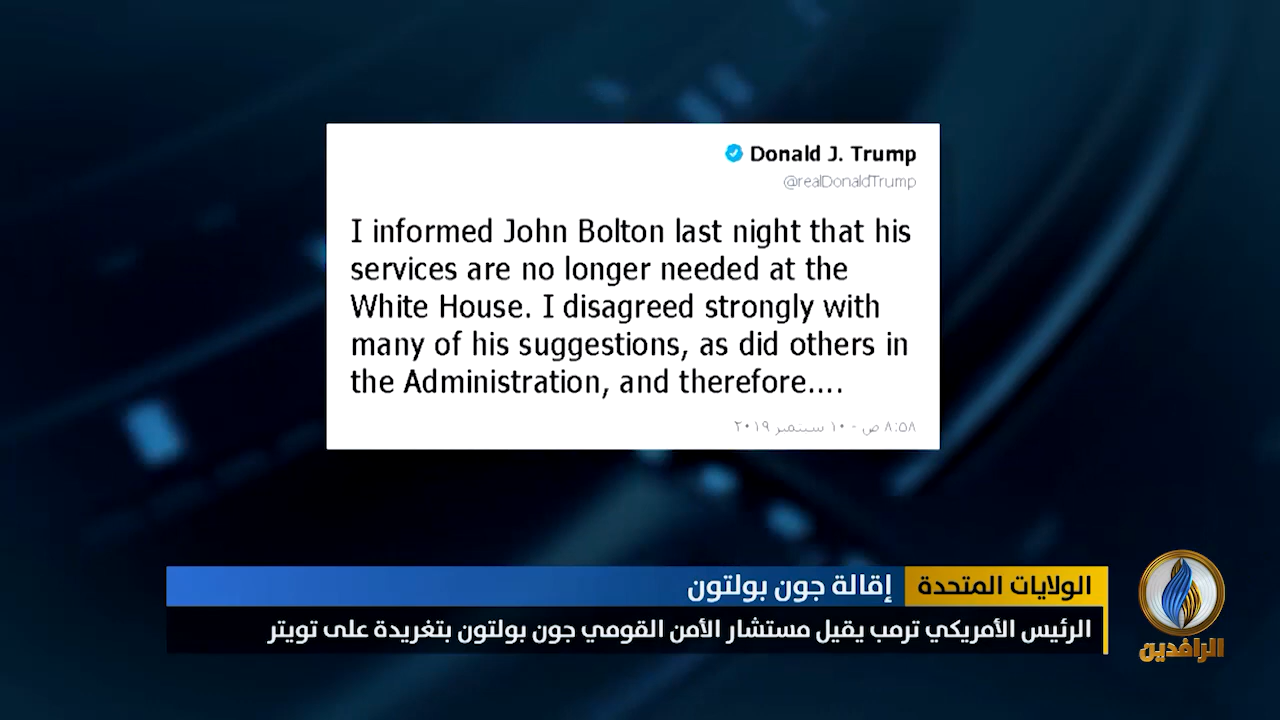 Donald J. Trump
@realDonaldTrump
I informed John Bolton last night that his
services are no longer needed at the
White House. I disagreed strongly with
many of his suggestions, as did others in
the Administration, and therefore....
٨:٥٨ ص - ١٠ سبتمبر ٢٠١٩
الولايات المتحدة إقالة جون بولتون
الرئيس الأمريكي ترمب يقيل مستشار الأمن القومي جون بولتون بتغريدة على تويتر
الرافدين